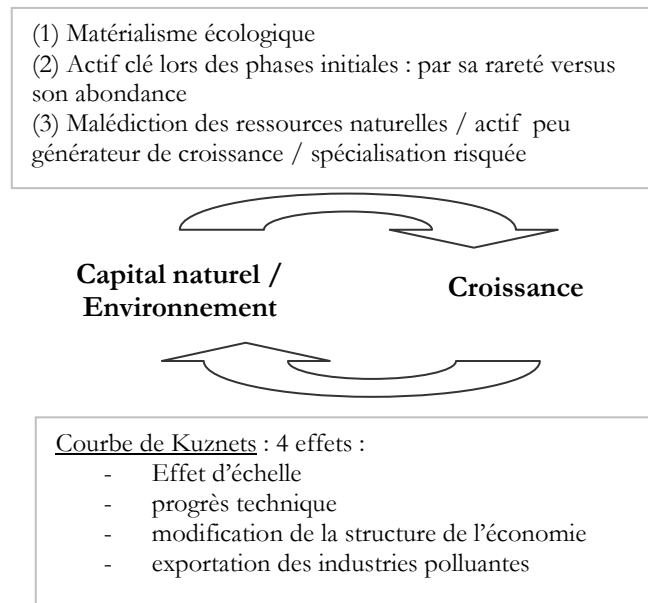 (1) Matérialisme écologique
(2) Actif clé lors des phases initiales : par sa rareté versus
son abondance
(3) Malédiction des ressources naturelles / actif peu
générateur de croissance / spécialisation risquée
Capital naturel /
Environnement
Croissance
Courbe de Kuznets : 4 effets :
- Effet d'échelle
- progrès technique
- modification de la structure de l'économie
- exportation des industries polluantes